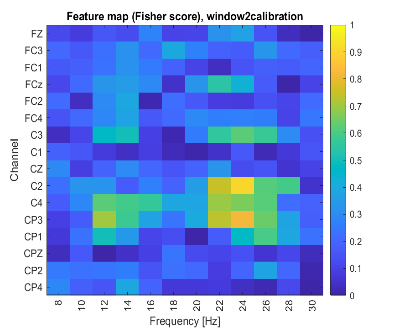 Feature map (Fisher score), window2calibration
Channel
FZ
FC3
FC1
FCz
FC2
FC4
C3
C1
CZ
C2
C4
CP3
CP1
CPZ
CP2
CP4
8 10 12 14 16 18 20 22 24 26 28 30
Frequency [Hz]
1
0.9
0.8
0.7
0.6
0.5
0.4
0.3
0.2
0.1
0